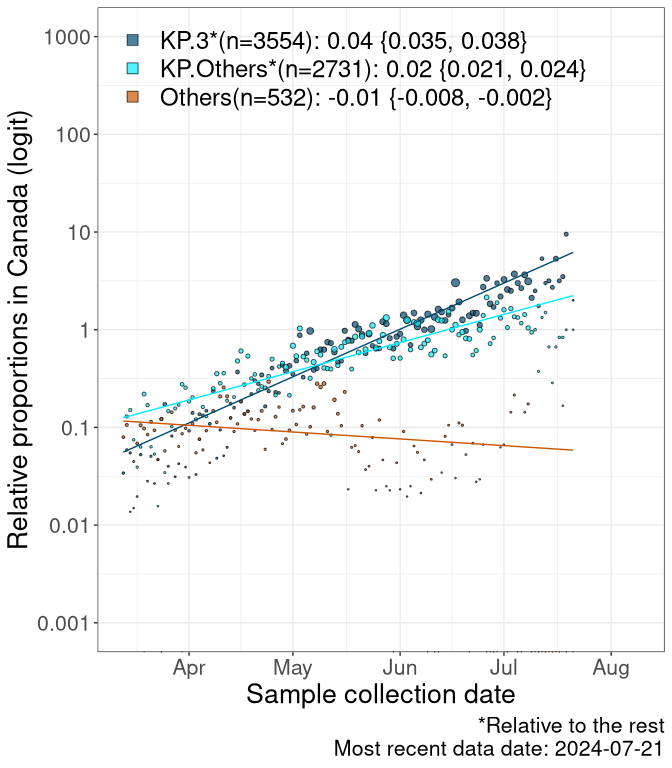 KP.3*(n=3554): 0.04 {0.035, 0.038}
KP.Others*(n=2731): 0.02 {0.021, 0.024}
Others(n=532): -0.01 {-0.008, -0.002}
Relative proportions in Canada (logit)
1000
100
10
1
0.1
0.01
0.001
Apr May Jun Jul Aug
Sample collection date
*Relative to the rest
Most recent data date: 2024-07-21